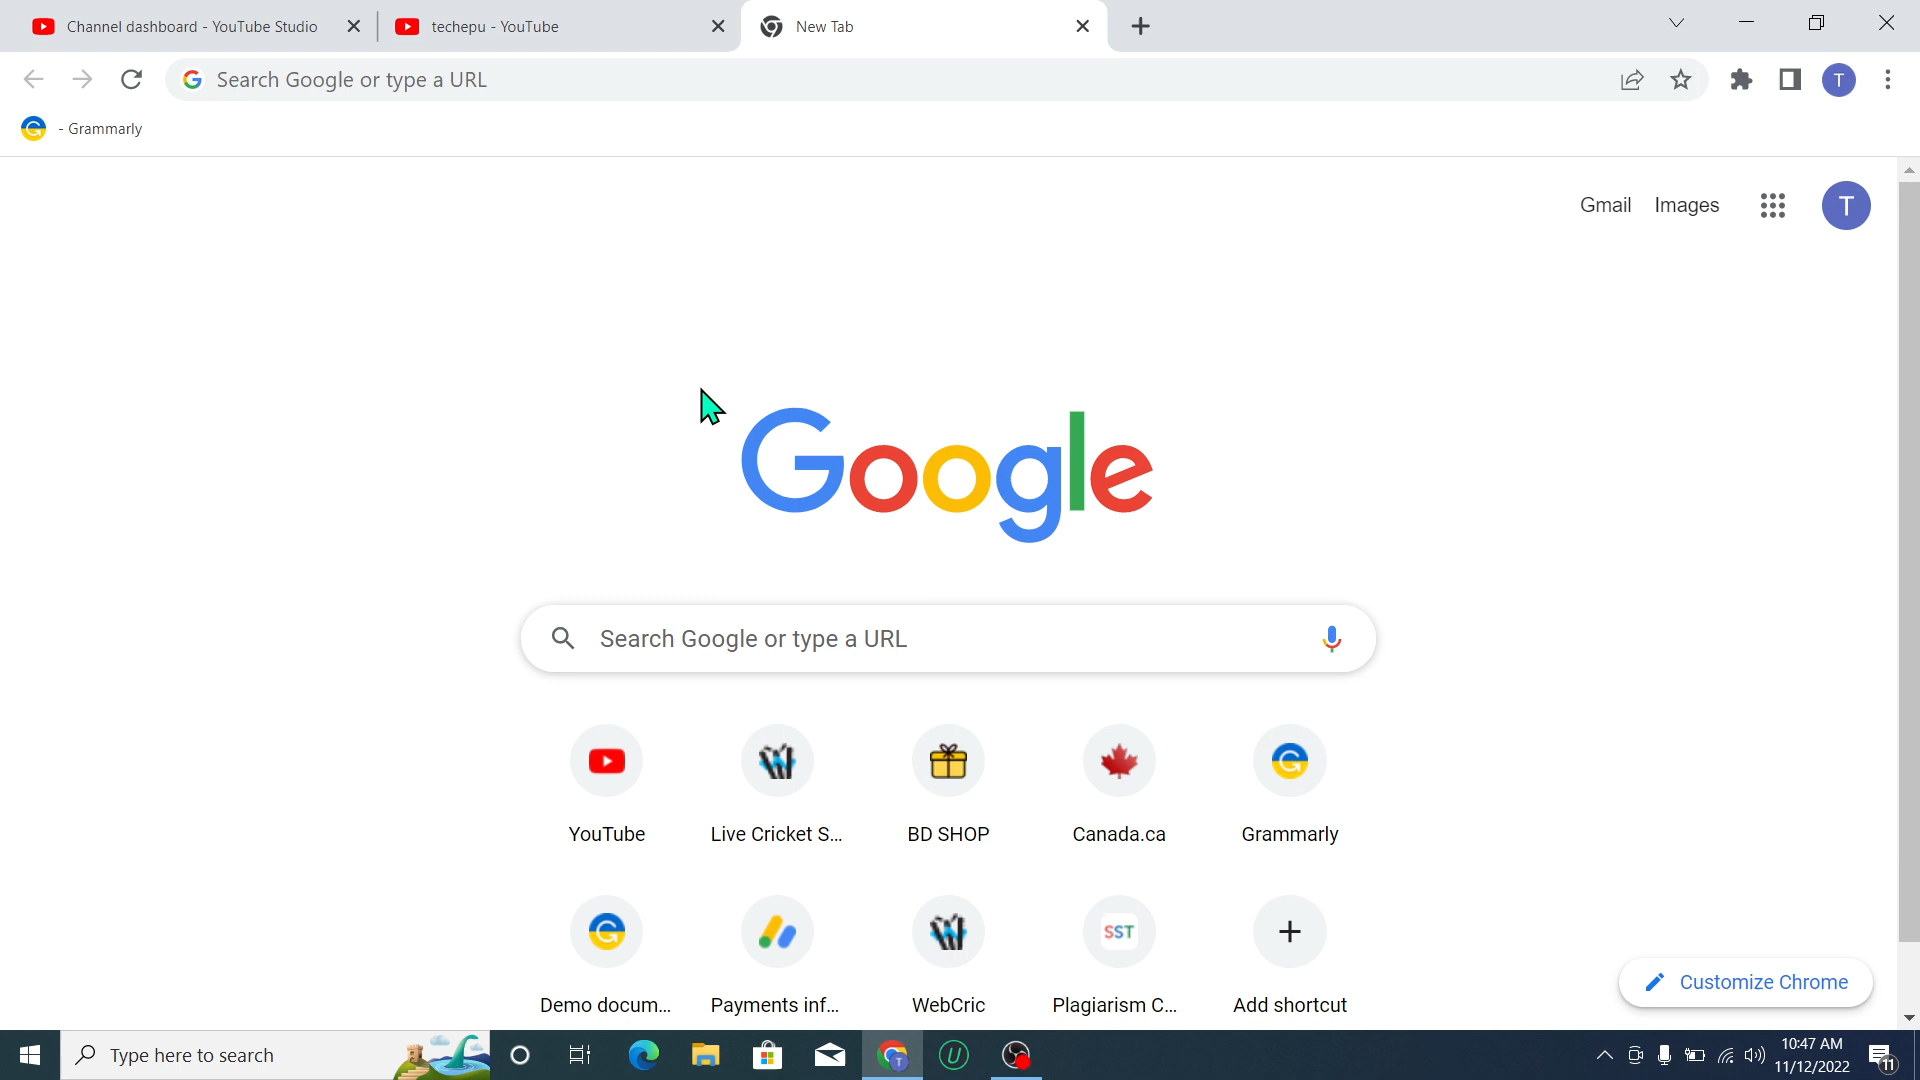 Channel dashboard - YouTube Studio
techepu - YouTube
New Tab
Search Google or type a URL
T
- Grammarly
Gmail
Images
T
Google
Search Google or type a URL
YouTube
Live Cricket S...
BD SHOP
Canada.ca
Grammarly
SST
Demo docum...
Payments inf...
WebCric
Plagiarism C...
Add shortcut
Customize Chrome
Type here to search
T
U
10:47 AM
11/12/2022
11